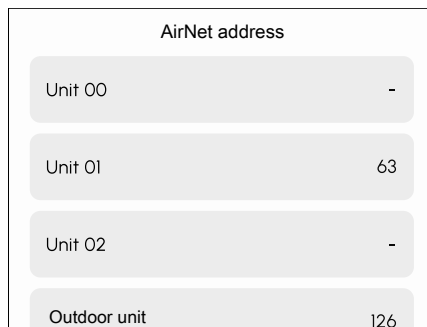 AirNet address
Unit 00 -
Unit 01 63
Unit 02 -
Outdoor unit 126